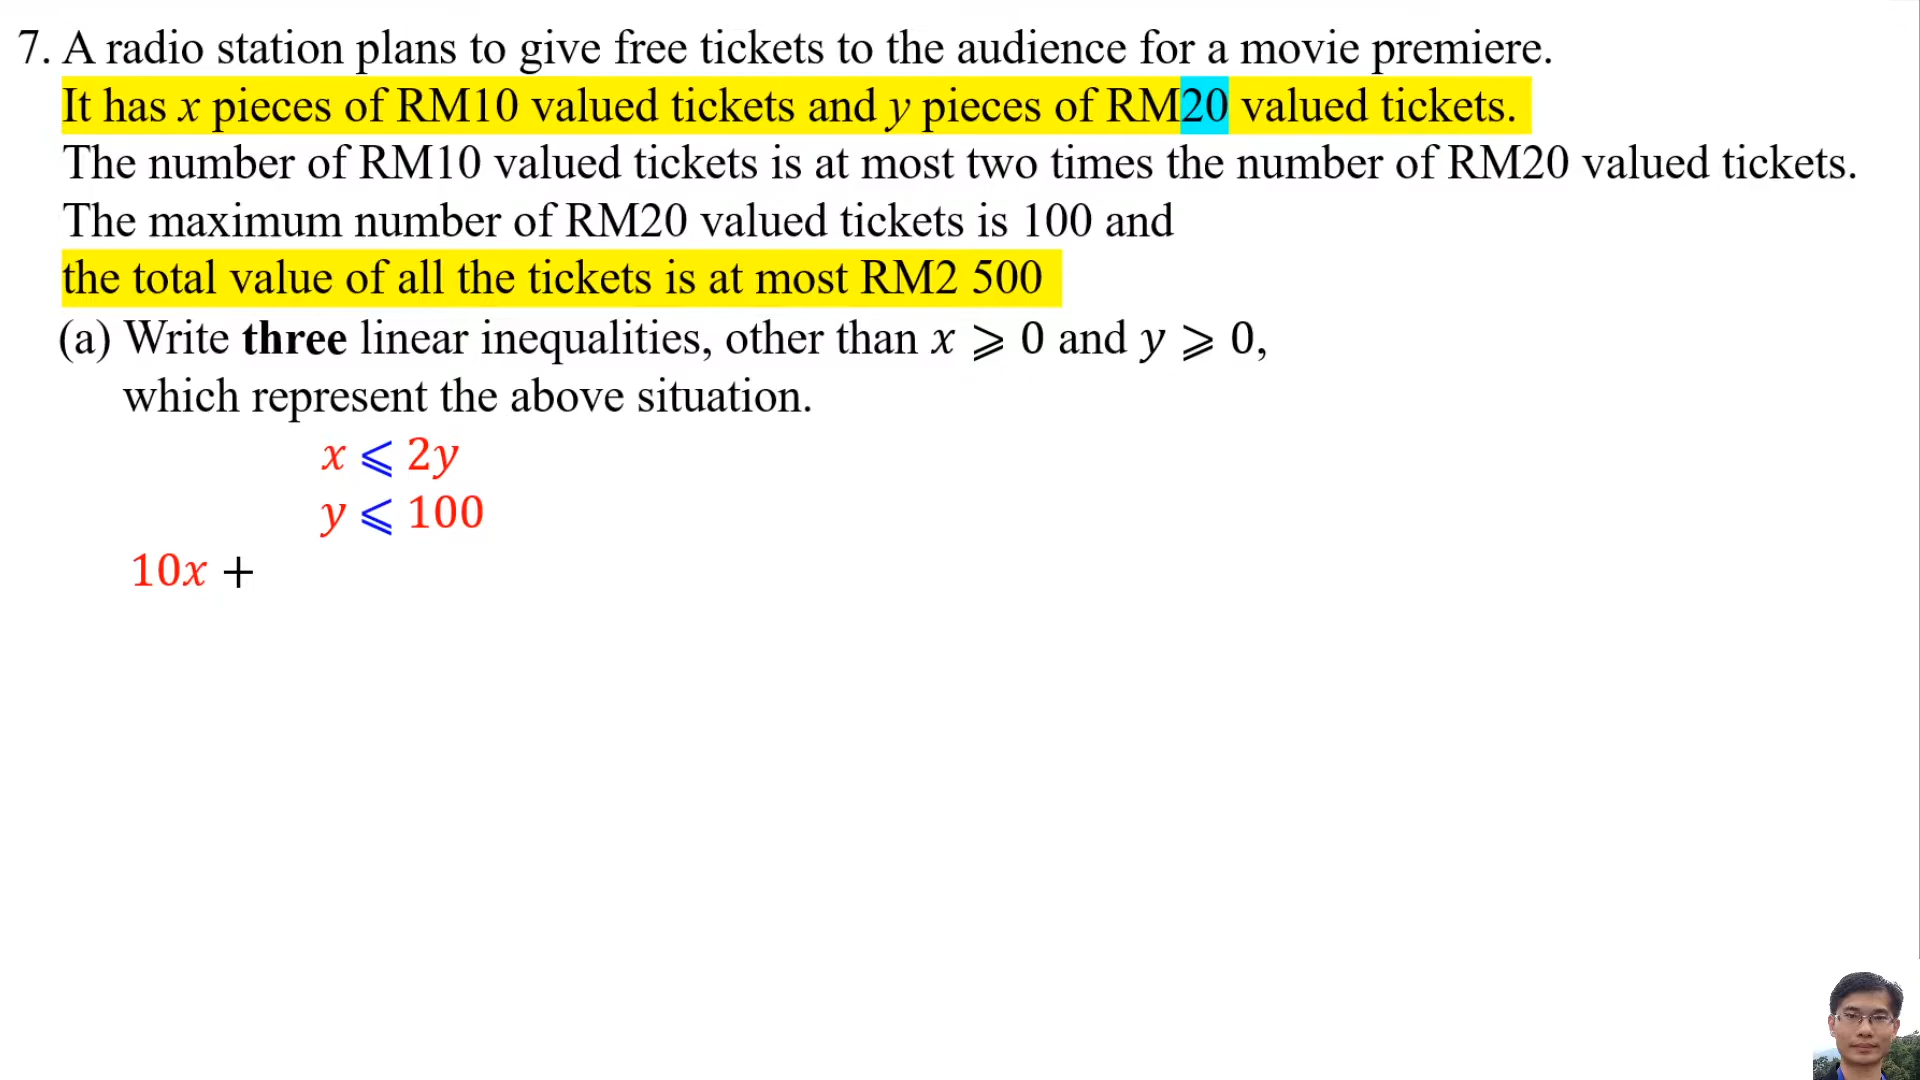 7. A radio station plans to give free tickets to the audience for a movie premiere.
It has x pieces of RM10 valued tickets and y pieces of RM20 valued tickets.
The number of RM10 valued tickets is at most two times the number of RM20 valued tickets.
The maximum number of RM20 valued tickets is 100 and
the total value of all the tickets is at most RM2 500
(a) Write three linear inequalities, other than x ⩾ 0 and y ⩾ 0,
which represent the above situation.
x ⩽ 2y
y ⩽ 100
10x +